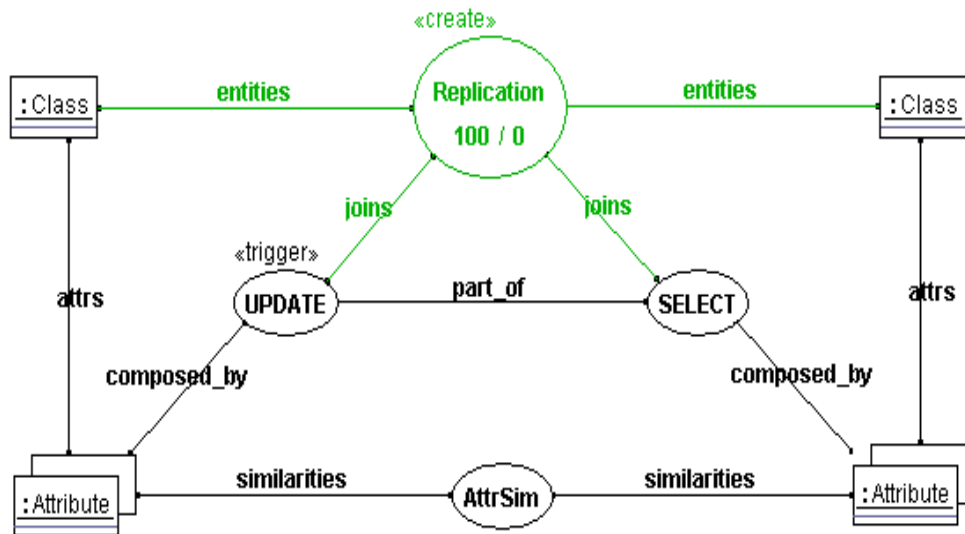 «create»
:Class
entities
Replication
100 / 0
entities
:Class
joins
joins
«trigger»
attrs
UPDATE
part_of
SELECT
attrs
composed_by
composed_by
:Attribute
similarities
AttrSim
similarities
:Attribute